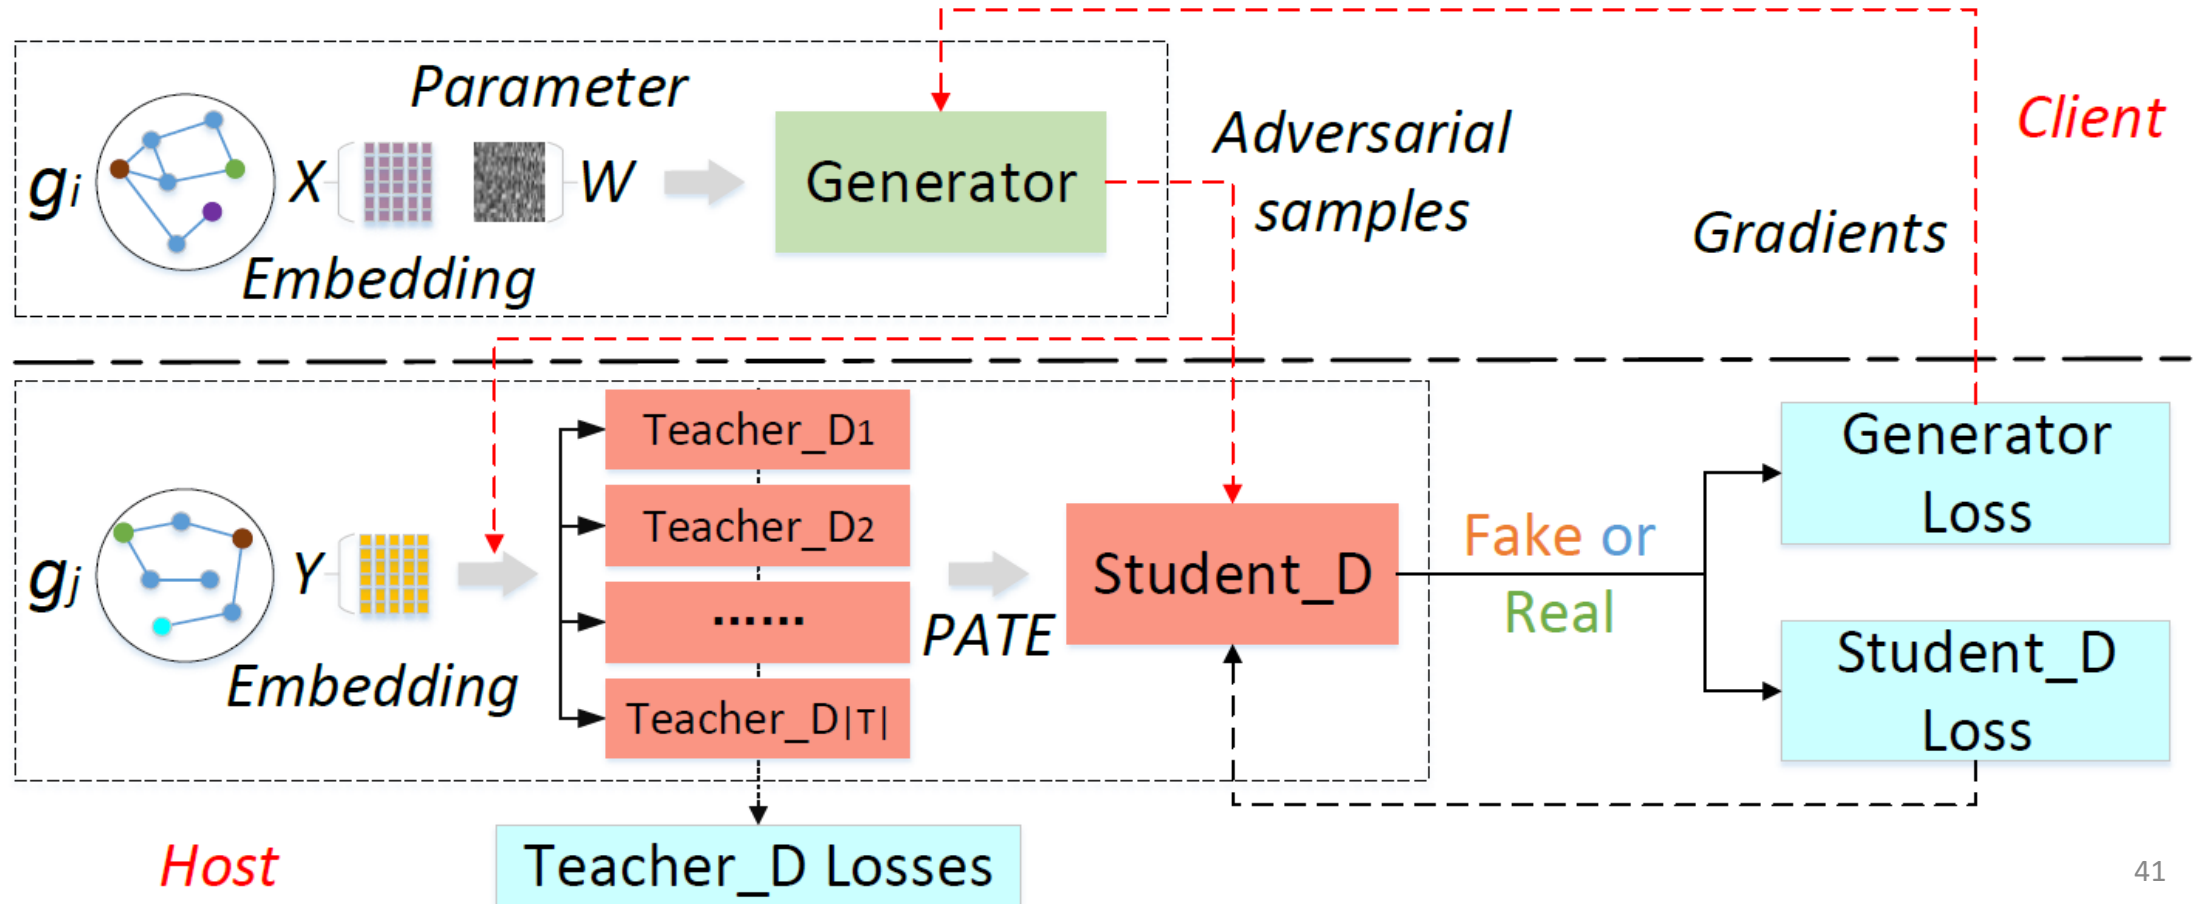 Parameter
Client
Adversarial
samples
gi
X
W
Generator
Gradients
Embedding
Teacher_D1
Generator
Loss
Teacher_D2
gj
Y
Student_D
Fake or
Real
......
PATE
Embedding
Teacher_D|T|
Student_D
Loss
Host
Teacher_D Losses
41